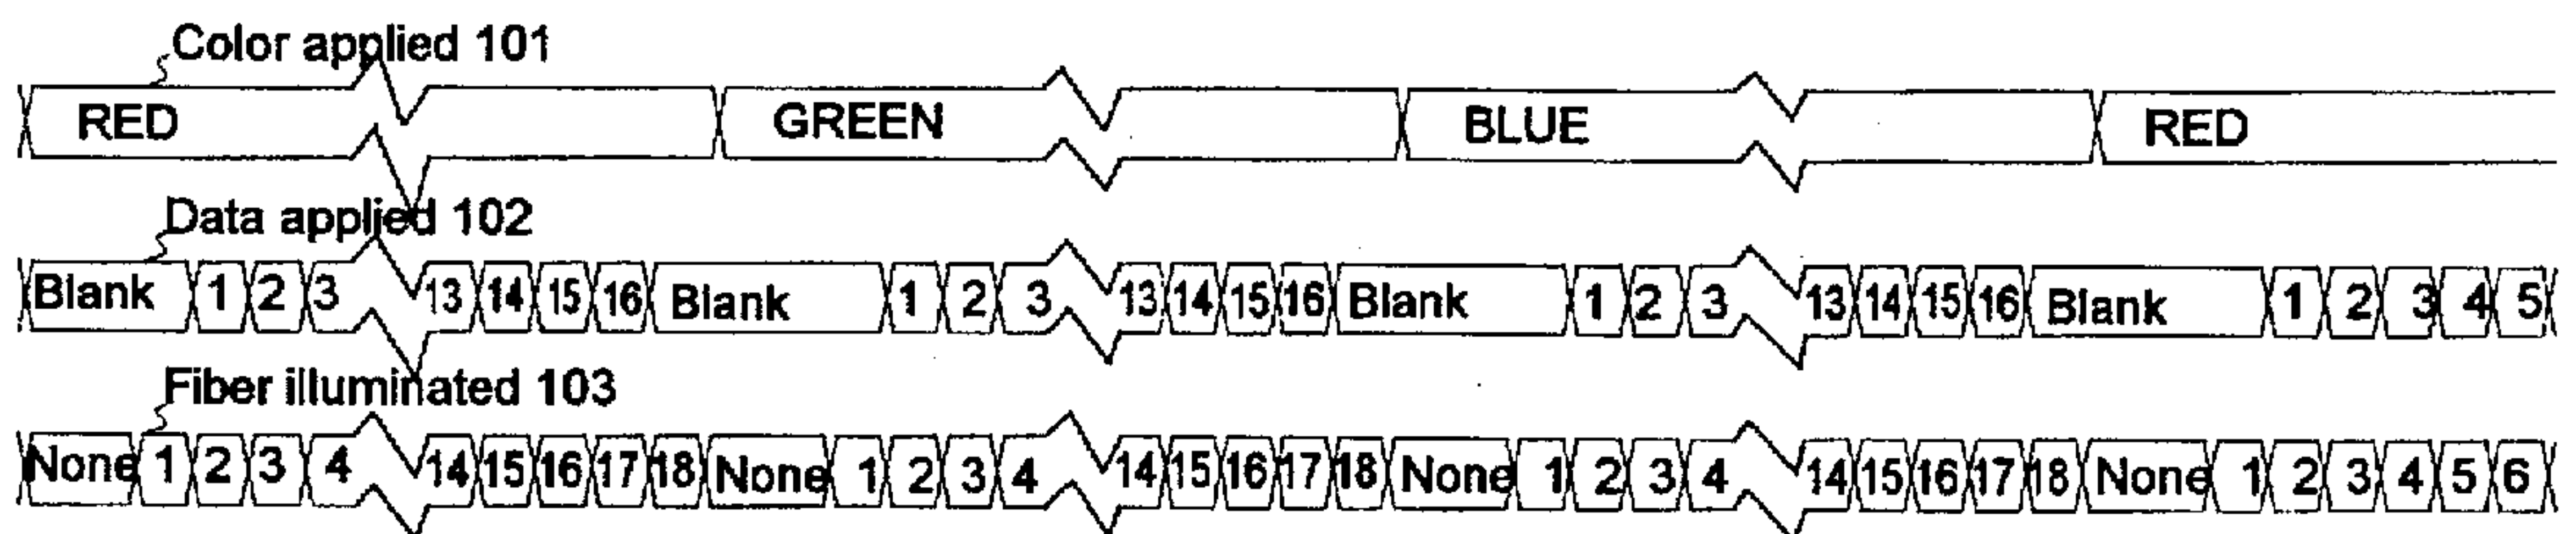 Color applied 101
RED GREEN BLUE RED
Data applied 102
Blank 1 2 3 13 14 15 16 Blank 1 2 3 13 14 15 16 Blank 1 2 3 13 14 15 16 Blank 1 2 3 4 5
Fiber illuminated 103
None 1 2 3 4 14 15 16 17 18 None 1 2 3 4 14 15 16 17 18 None 1 2 3 4 14 15 16 17 18 None 1 2 3 4 5 6